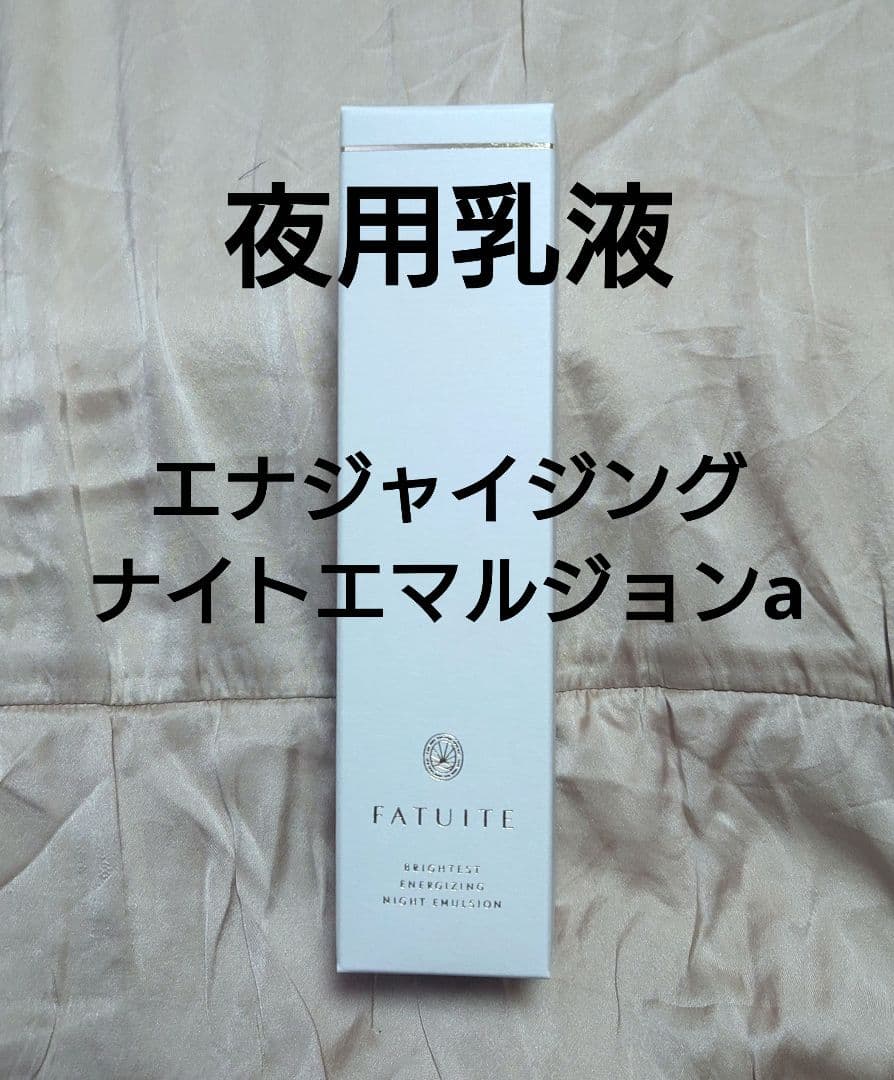 夜用乳液
エナジャイジング
ナイトエマルジョンa
FATUITE
BRIGHTEST
ENERGIZING
NIGHT EMULSION